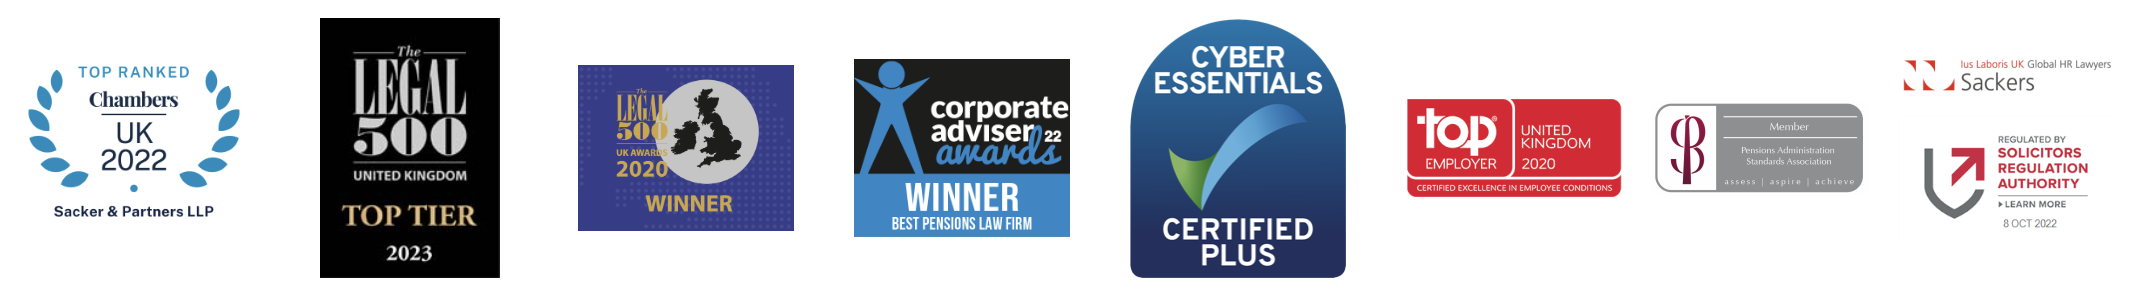 TOP RANKED
Chambers
UK
2022
Sacker & Partners LLP
The
LEGAL
500
UNITED KINGDOM
TOP TIER
2023
The
LEGAL
500
UK AWARDS
2020
WINNER
corporate
adviser 22
awards
WINNER
BEST PENSIONS LAW FIRM
CYBER
ESSENTIALS
CERTIFIED
PLUS
top
EMPLOYER
UNITED
KINGDOM
2020
CERTIFIED EXCELLENCE IN EMPLOYEE CONDITIONS
Member
Pensions Administration
Standards Association
assess | aspire | achieve
Ius Laboris UK Global HR Lawyers
Sackers
REGULATED BY
SOLICITORS
REGULATION
AUTHORITY
LEARN MORE
8 OCT 2022